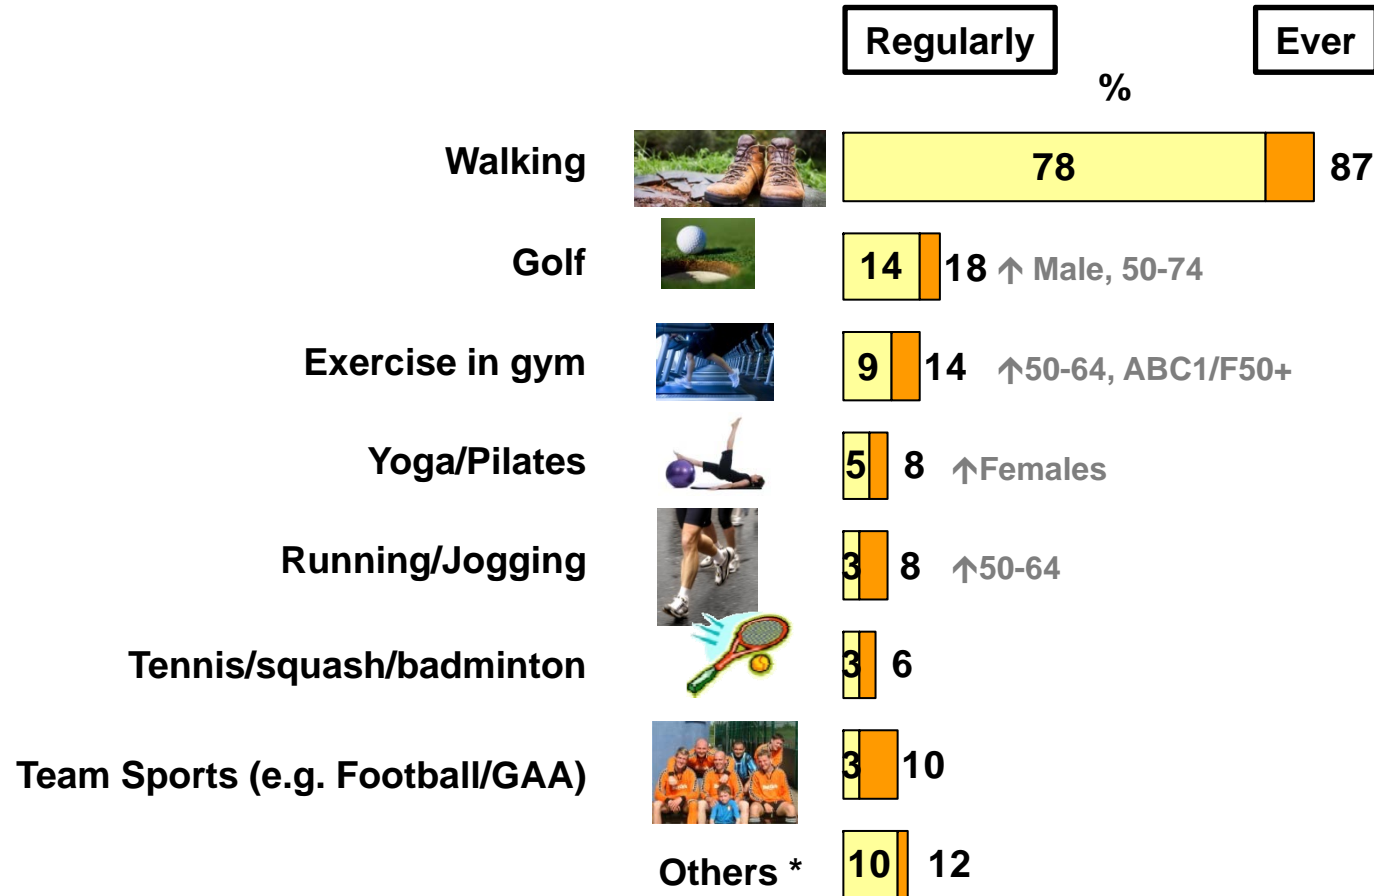 Regularly Ever
%
Walking 78 87
Golf 14 18 ↑ Male, 50-74
Exercise in gym 9 14 ↑50-64, ABC1/F50+
Yoga/Pilates 5 8 ↑Females
Running/Jogging 3 8 ↑50-64
Tennis/squash/badminton 3 6
Team Sports (e.g. Football/GAA) 3 10
Others * 10 12